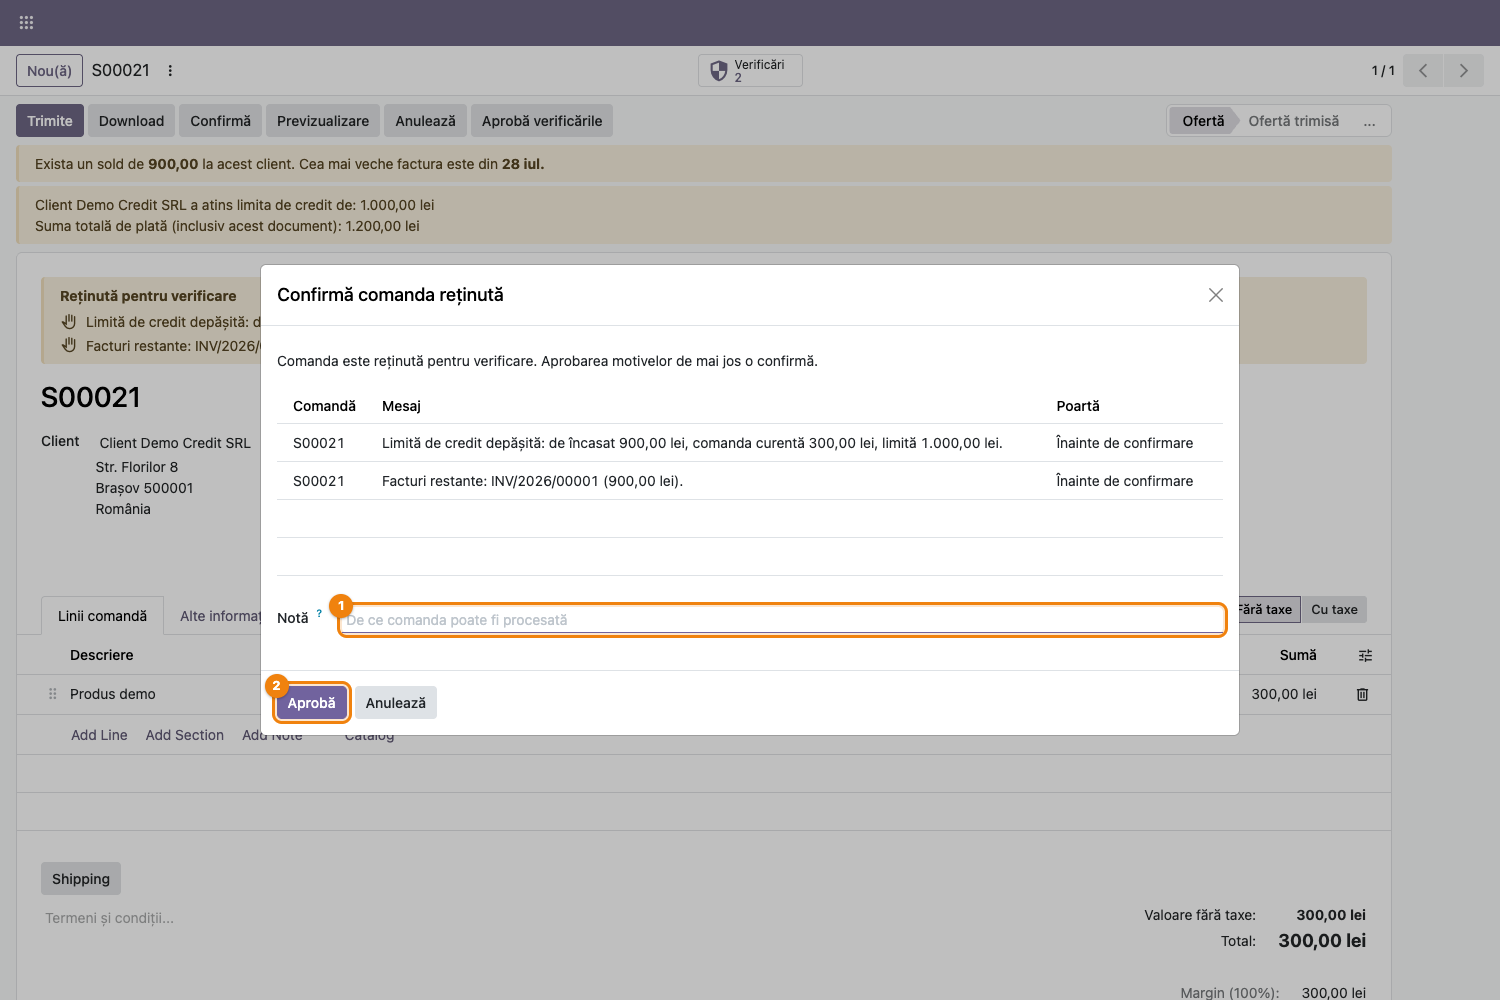 Nou(ă) S00021 Verificări 2 1 / 1
Trimite Download Confirmă Previzualizare Anulează Aprobă verificările Ofertă Ofertă trimisă ...
Exista un sold de 900,00 la acest client. Cea mai veche factura este din 28 iul.
Client Demo Credit SRL a atins limita de credit de: 1.000,00 lei
Suma totală de plată (inclusiv acest document): 1.200,00 lei
Reținută pentru verificare
Limită de credit depășită: d
Facturi restante: INV/2026/
S00021
Client Client Demo Credit SRL
Str. Florilor 8
Brașov 500001
România
Confirmă comanda reținută
Comanda este reținută pentru verificare. Aprobarea motivelor de mai jos o confirmă.
Comandă Mesaj Poartă
S00021 Limită de credit depășită: de încasat 900,00 lei, comanda curentă 300,00 lei, limită 1.000,00 lei. Înainte de confirmare
S00021 Facturi restante: INV/2026/00001 (900,00 lei). Înainte de confirmare
Notă ? 1 De ce comanda poate fi procesată
2 Aprobă Anulează
Linii comandă Alte informaț Fără taxe Cu taxe
Descriere Sumă
Produs demo 300,00 lei
Add Line Add Section Add Note Catalog
Shipping
Termeni și condiții...
Valoare fără taxe: 300,00 lei
Total: 300,00 lei
Margin (100%): 300,00 lei